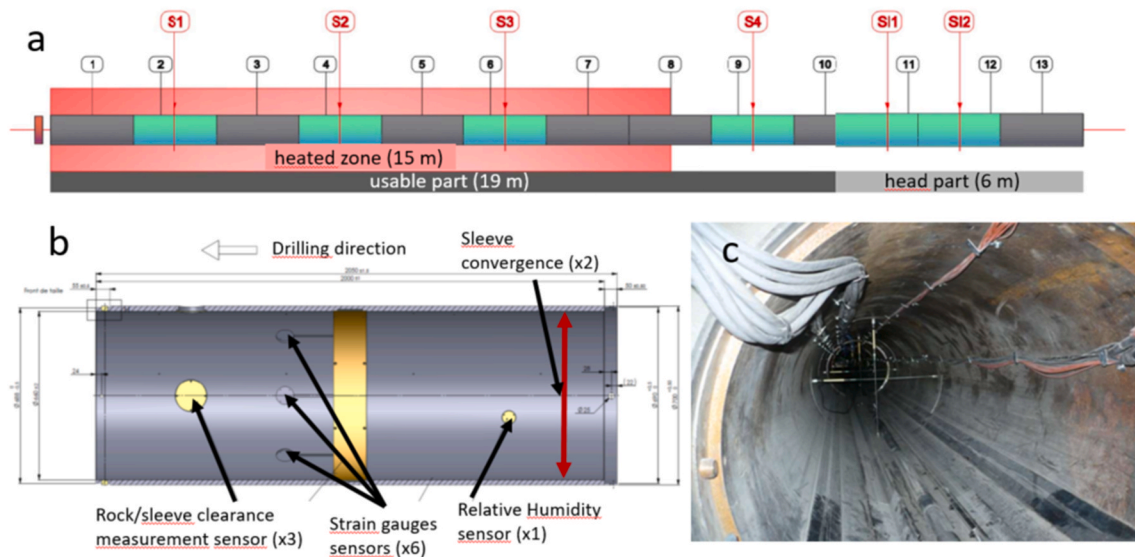 a
S1
S2
S3
S4
SI1
SI2
1
2
3
4
5
6
7
8
9
10
11
12
13
heated zone (15 m)
usable part (19 m)
head part (6 m)
b
Drilling direction
Sleeve
convergence (x2)
c
2000
front de taille
24
Rock/sleeve clearance
measurement sensor (x3)
Strain gauges
sensors (x6)
Relative Humidity
sensor (x1)